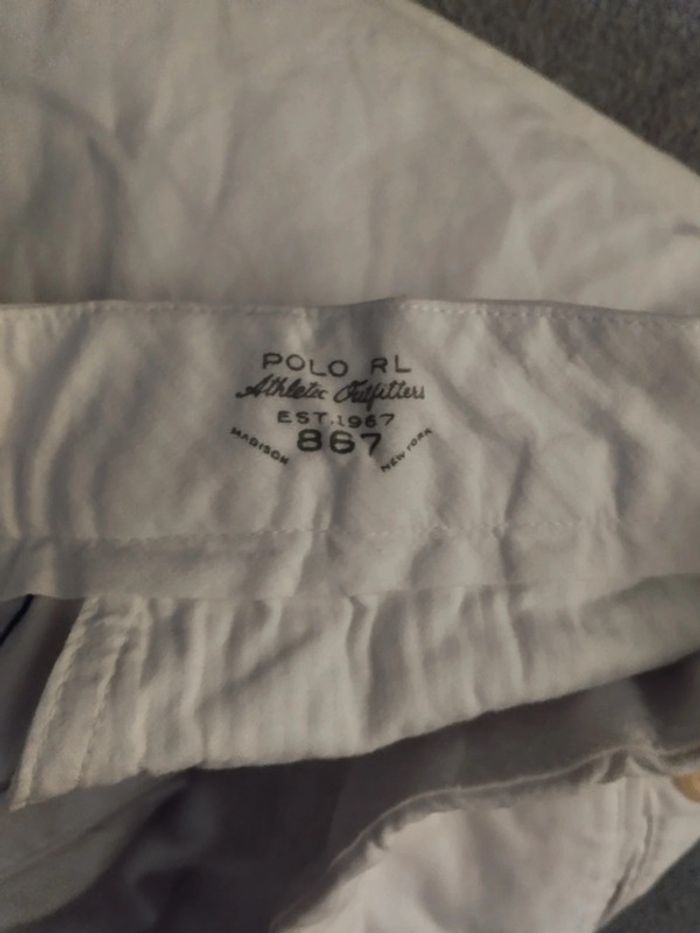 POLO RL
Athletic Outfitters
EST. 1967
MADISON 867 NEW YORK